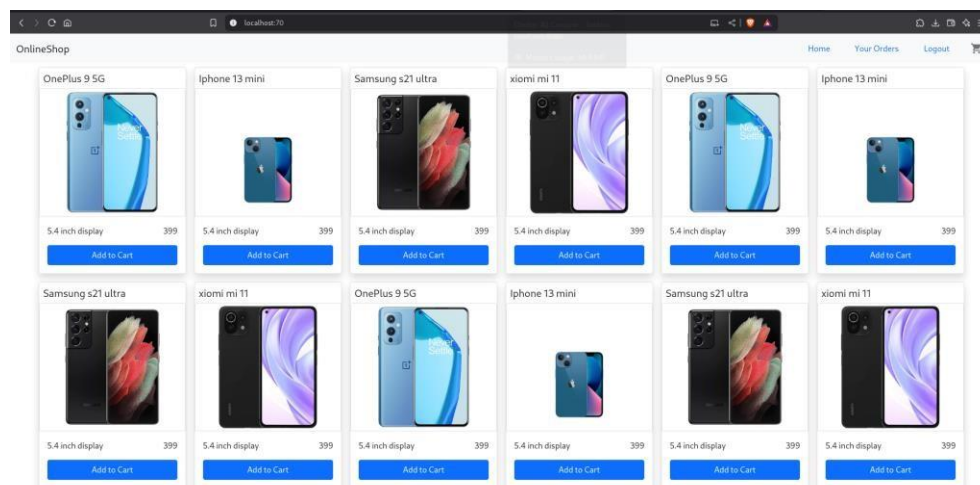 localhost:70
OnlineShop Home Your Orders Logout
OnePlus 9 5G Iphone 13 mini Samsung s21 ultra xiomi mi 11 OnePlus 9 5G Iphone 13 mini
Never Settle Never Settle
5.4 inch display 399 5.4 inch display 399 5.4 inch display 399 5.4 inch display 399 5.4 inch display 399 5.4 inch display 399
Add to Cart Add to Cart Add to Cart Add to Cart Add to Cart Add to Cart
Samsung s21 ultra xiomi mi 11 OnePlus 9 5G Iphone 13 mini Samsung s21 ultra xiomi mi 11
Never Settle
5.4 inch display 399 5.4 inch display 399 5.4 inch display 399 5.4 inch display 399 5.4 inch display 399 5.4 inch display 399
Add to Cart Add to Cart Add to Cart Add to Cart Add to Cart Add to Cart